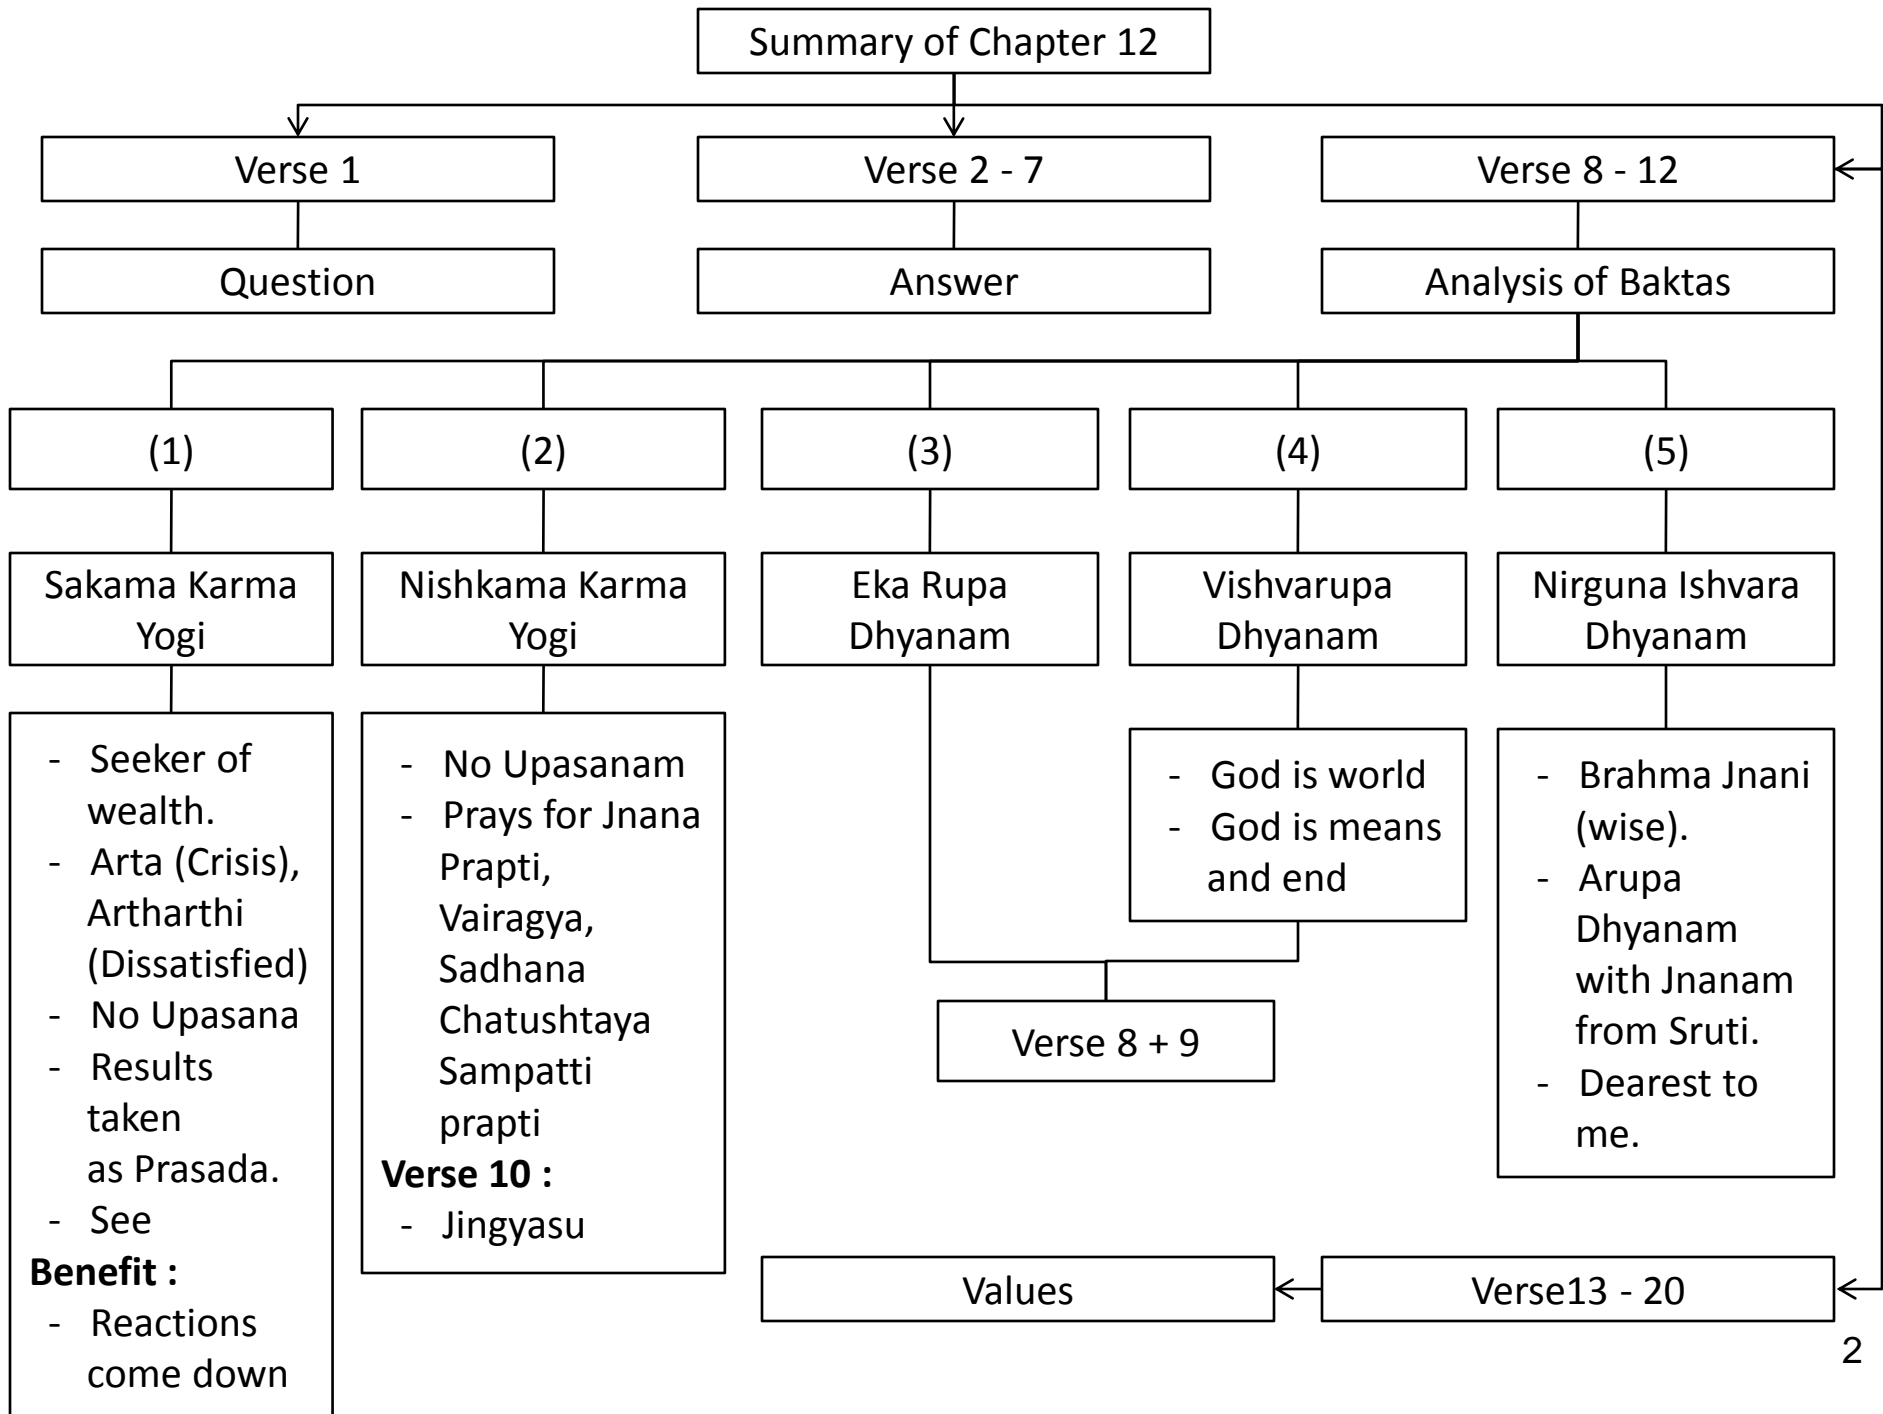 Summary of Chapter 12
Verse 1
Verse 2 - 7
Verse 8 - 12
Question
Answer
Analysis of Baktas
(1)
(2)
(3)
(4)
(5)
Sakama Karma
Yogi
Nishkama Karma
Yogi
Eka Rupa
Dhyanam
Vishvarupa
Dhyanam
Nirguna Ishvara
Dhyanam
- Seeker of
wealth.
- Arta (Crisis),
Artharthi
(Dissatisfied)
- No Upasana
- Results
taken
as Prasada.
- See
Benefit :
- Reactions
come down
- No Upasanam
- Prays for Jnana
Prapti,
Vairagya,
Sadhana
Chatushtaya
Sampatti
prapti
Verse 10 :
- Jingyasu
- God is world
- God is means
and end
Verse 8 + 9
- Brahma Jnani
(wise).
- Arupa
Dhyanam
with Jnanam
from Sruti.
- Dearest to
me.
Values
Verse13 - 20
2